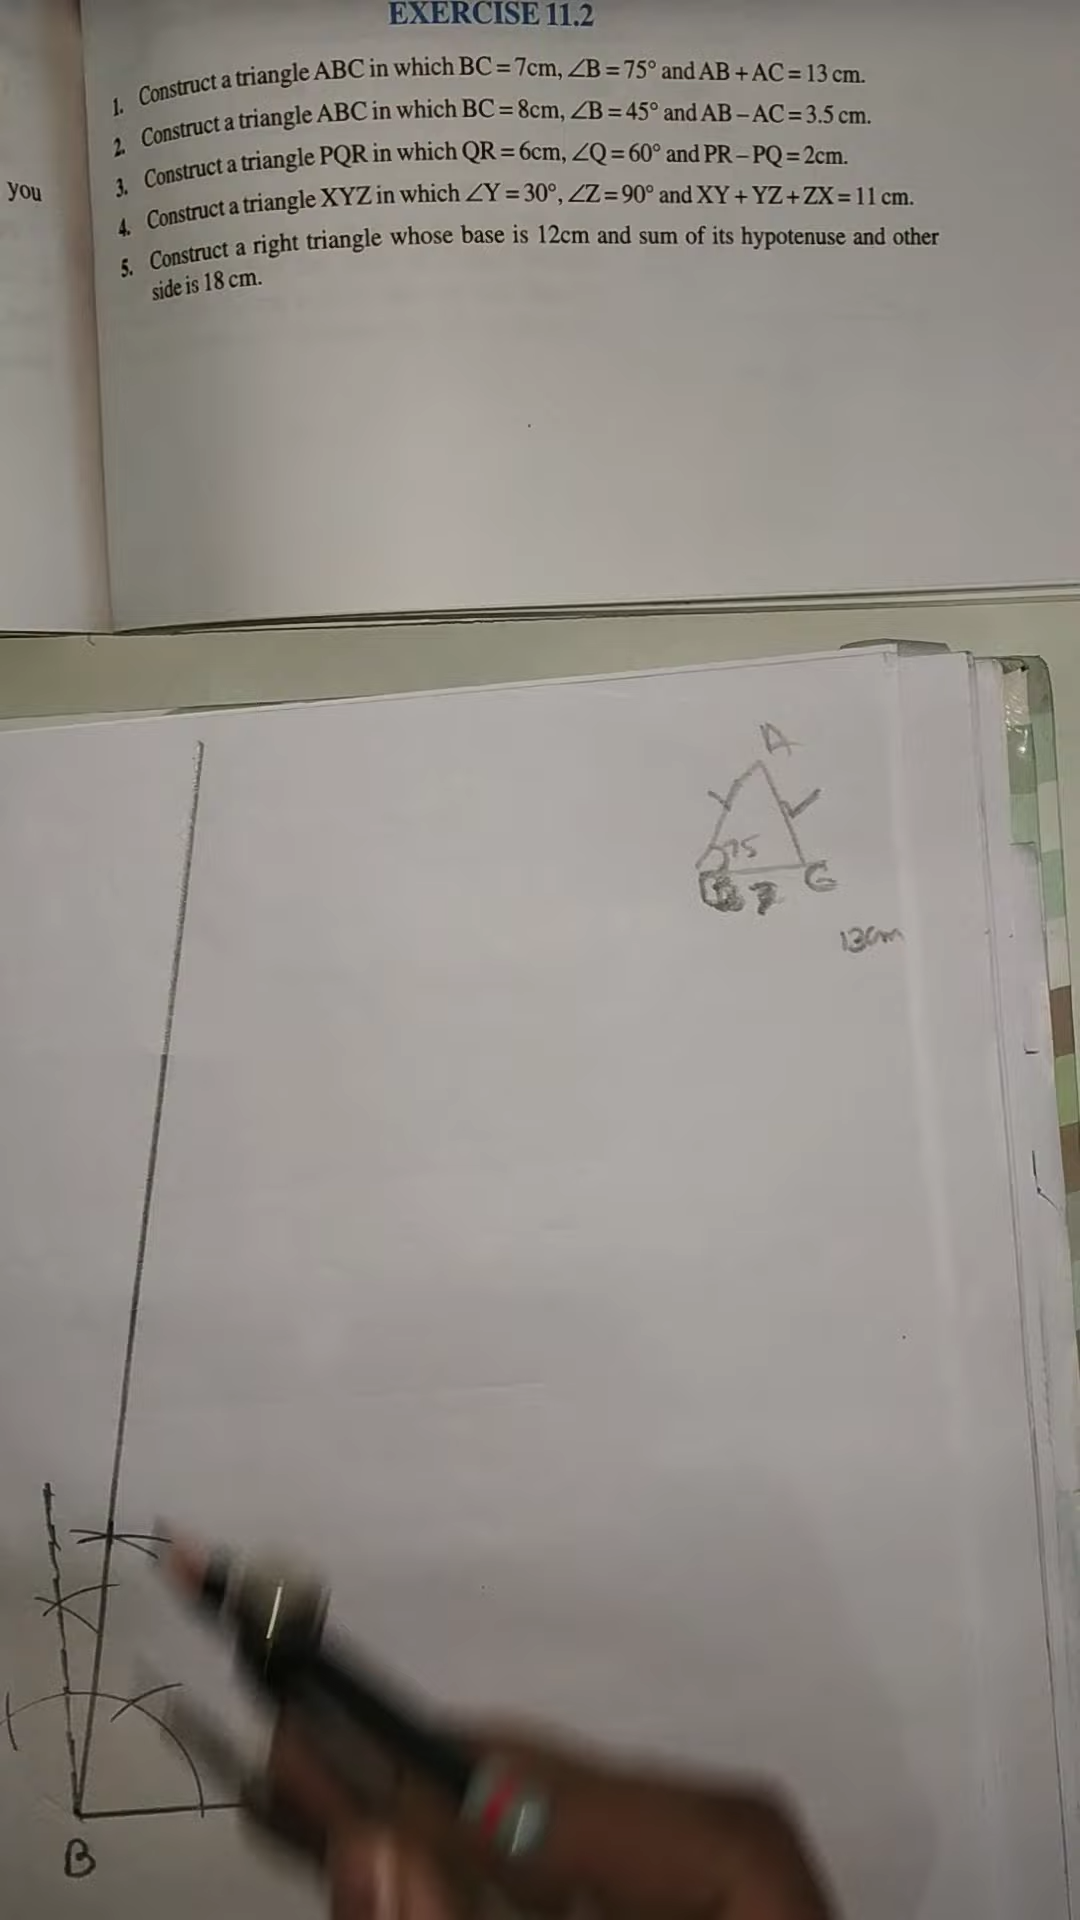 EXERCISE 11.2
1. Construct a triangle ABC in which BC = 7cm, ∠B = 75° and AB + AC = 13 cm.
2. Construct a triangle ABC in which BC = 8cm, ∠B = 45° and AB – AC = 3.5 cm.
3. Construct a triangle PQR in which QR = 6cm, ∠Q = 60° and PR – PQ = 2cm.
4. Construct a triangle XYZ in which ∠Y = 30°, ∠Z = 90° and XY + YZ + ZX = 11 cm.
5. Construct a right triangle whose base is 12cm and sum of its hypotenuse and other
side is 18 cm.
you
A
75
B 7 C
13cm
B